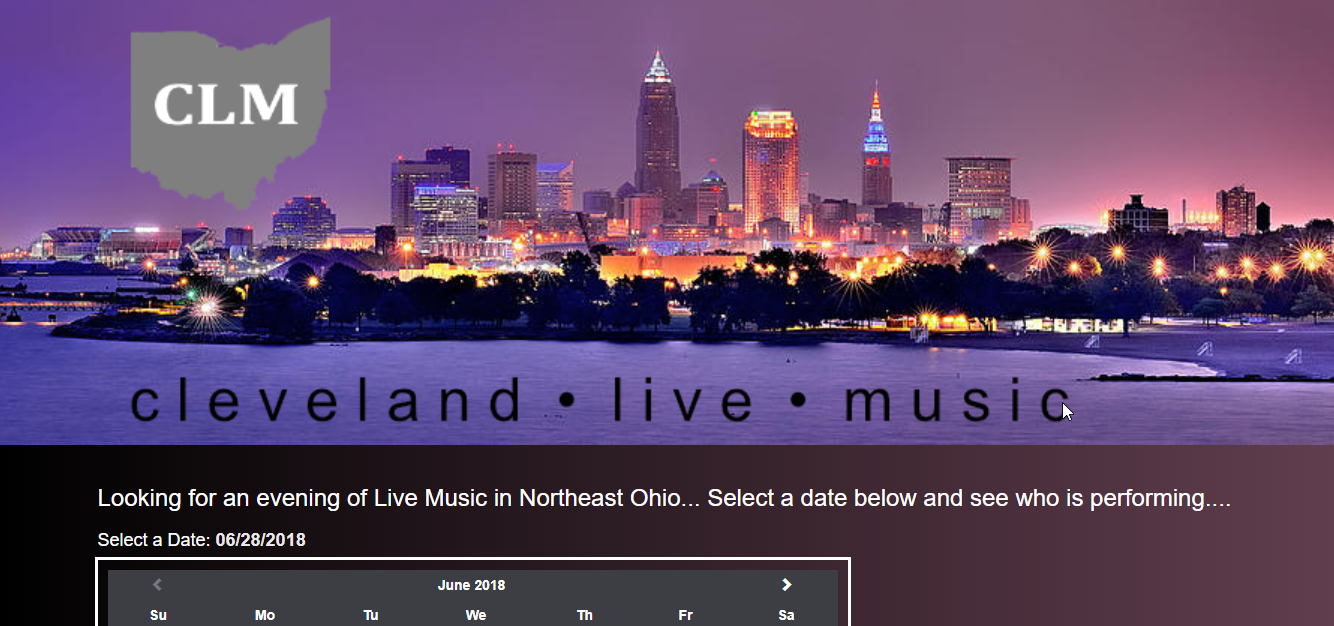 CLM
cleveland • live • music
Looking for an evening of Live Music in Northeast Ohio... Select a date below and see who is performing....
Select a Date: 06/28/2018
June 2018
Su Mo Tu We Th Fr Sa